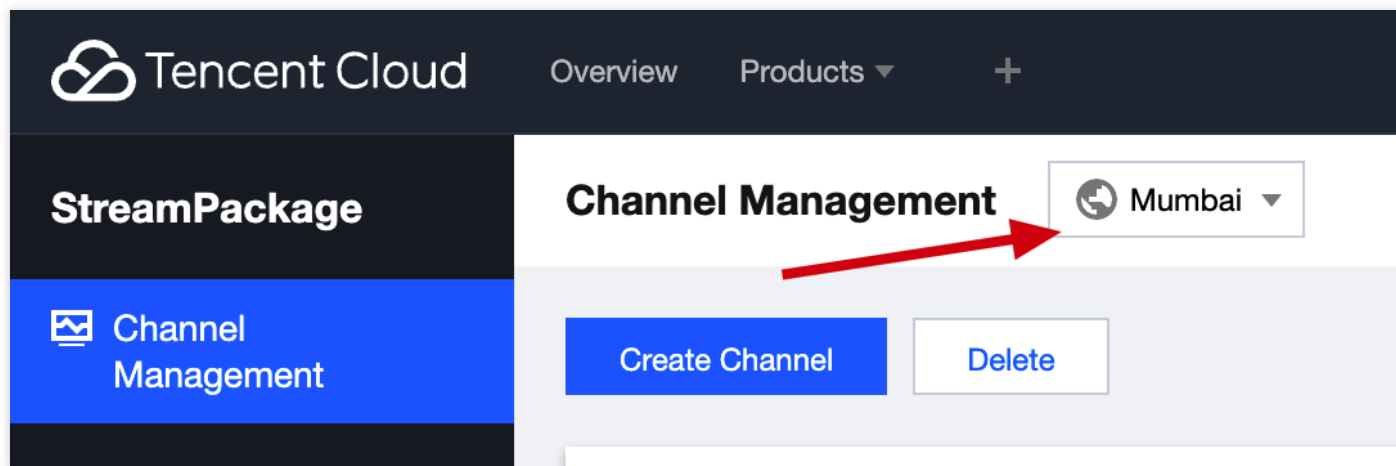 Tencent Cloud Overview Products +
StreamPackage
Channel Management Mumbai
Channel
Management
Create Channel Delete